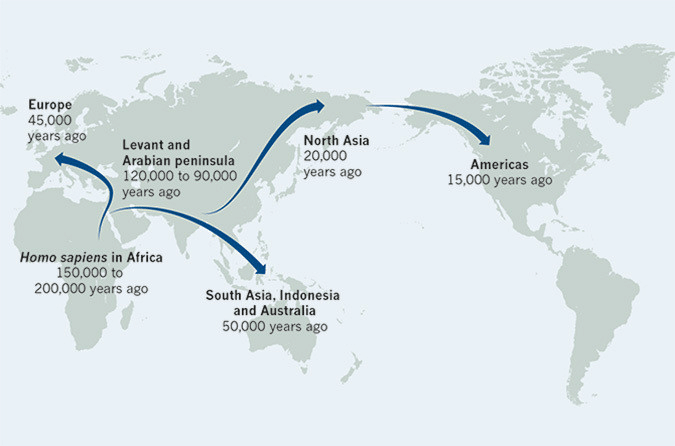 Europe
45,000
years ago
Levant and
Arabian peninsula
120,000 to 90,000
years ago
North Asia
20,000
years ago
Americas
15,000 years ago
Homo sapiens in Africa
150,000 to
200,000 years ago
South Asia, Indonesia
and Australia
50,000 years ago